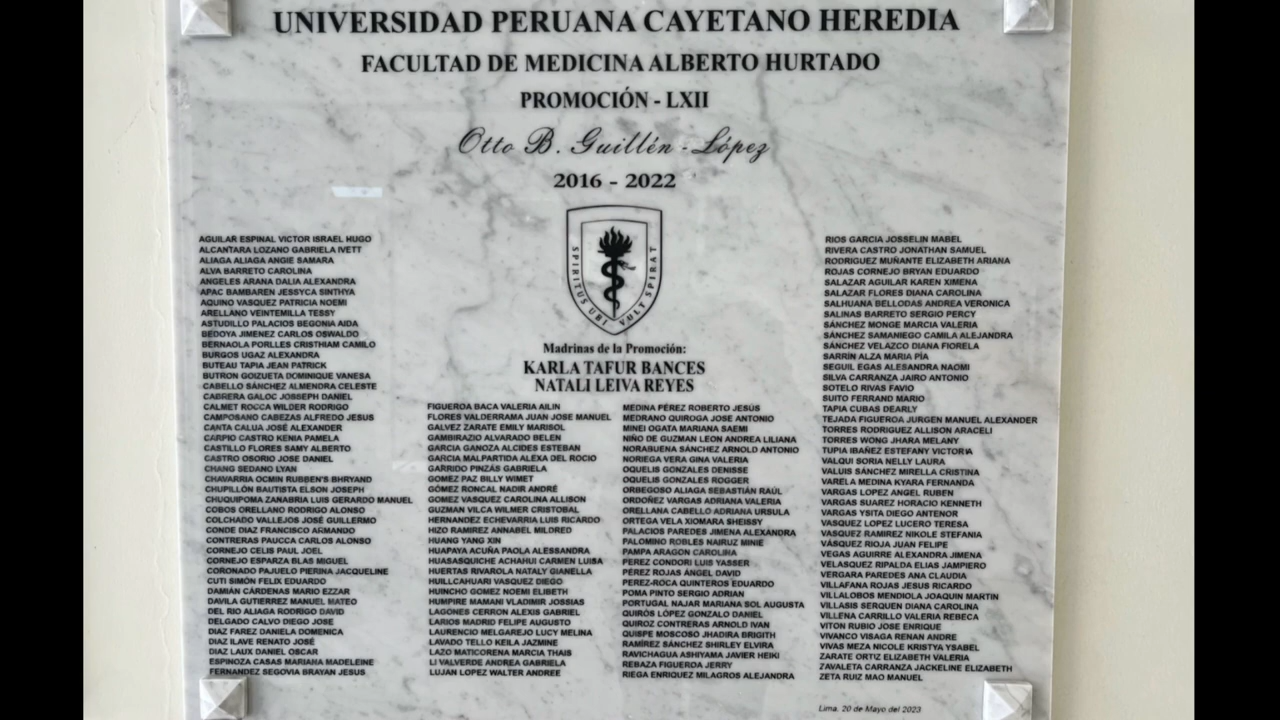 UNIVERSIDAD PERUANA CAYETANO HEREDIA
FACULTAD DE MEDICINA ALBERTO HURTADO
PROMOCIÓN - LXII
Otto B. Guillén - López
2016 - 2022
SPIRITUS UBI VULT SPIRAT
Madrinas de la Promoción:
KARLA TAFUR BANCES
NATALI LEIVA REYES
AGUILAR ESPINAL VICTOR ISRAEL HUGO
ALCANTARA LOZANO GABRIELA IVETT
ALIAGA ALIAGA ANGIE SAMARA
ALVA BARRETO CAROLINA
ANGELES ARANA DALIA ALEXANDRA
APAC BAMBAREN JESSYCA SINTHYA
AQUINO VASQUEZ PATRICIA NOEMI
ARELLANO VEINTEMILLA TESSY
ASTUDILLO PALACIOS BEGONIA AIDA
BEDOYA JIMENEZ CARLOS OSWALDO
BERNAOLA PORLLES CRISTHIAM CAMILO
BURGOS UGAZ ALEXANDRA
BUTEAU TAPIA JEAN PATRICK
BUTRON GOIZUETA DOMINIQUE VANESA
CABELLO SÁNCHEZ ALMENDRA CELESTE
CABRERA GALOC JOSSEPH DANIEL
CALMET ROCCA WILDER RODRIGO
CAMPOSANO CABEZAS ALFREDO JESUS
CANTA CALUA JOSÉ ALEXANDER
CARPIO CASTRO KENIA PAMELA
CASTILLO FLORES SAMY ALBERTO
CASTRO OSORIO JOSÉ DANIEL
CHANG SEDANO LYAN
CHAVARRIA OCMIN RUBBEN'S BHRYAND
CHUPILLÓN BAUTISTA ELSON JOSEPH
CHUQUIPOMA ZANABRIA LUIS GERARDO MANUEL
COBOS ORELLANO RODRIGO ALONSO
COLCHADO VALLEJOS JOSÉ GUILLERMO
CONDE DIAZ FRANCISCO ARMANDO
CONTRERAS PAUCCA CARLOS ALONSO
CORNEJO CELIS PAUL JOEL
CORNEJO ESPARZA BLAS MIGUEL
CORONADO PAJUELO PIERINA JACQUELINE
CUTI SIMÓN FELIX EDUARDO
DAMIÁN CÁRDENAS MARIO EZZAR
DAVILA GUTIERREZ MANUEL MATEO
DEL RIO ALIAGA RODRIGO DAVID
DELGADO CALVO DIEGO JOSE
DIAZ FAREZ DANIELA DOMENICA
DIAZ ILAVE RENATO JOSÉ
DIAZ LAUX DANIEL OSCAR
ESPINOZA CASAS MARIANA MADELEINE
FERNANDEZ SEGOVIA BRAYAN JESUS
FIGUEROA BACA VALERIA AILIN
FLORES VALDERRAMA JUAN JOSE MANUEL
GALVEZ ZARATE EMILY MARISOL
GAMBIRAZIO ALVARADO BELÉN
GARCIA GANOZA ALCIDES ESTEBAN
GARCIA MALPARTIDA ALEXA DEL ROCIO
GARRIDO PINZÁS GABRIELA
GOMEZ PAZ BILLY WIMET
GÓMEZ RONCAL NADIR ANDRÉ
GOMEZ VASQUEZ CAROLINA ALLISON
GUZMAN VILCA WILMER CRISTOBAL
HERNANDEZ ECHEVARRIA LUIS RICARDO
HIZO RAMIREZ ANNABEL MILDRED
HUANG YANG XIN
HUAPAYA ACUÑA PAOLA ALESSANDRA
HUASASQUICHE ACHAHUI CARMEN LUISA
HUERTAS RIVAROLA NATALY GIANELLA
HUILLCAHUARI VASQUEZ DIEGO
HUINCHO GOMEZ NOEMI ELIBETH
HUMPIRE MAMANI VLADIMIR JOSSIAS
LAGONES CERRON ALEXIS GABRIEL
LARIOS MADRID FELIPE AUGUSTO
LAURENCIO MELGAREJO LUCY MELINA
LAVADO TELLO KEILA JAZMINE
LAZO MATICORENA MARCIA THAIS
LI VALVERDE ANDREA GABRIELA
LUJAN LOPEZ WALTER ANDREE
MEDINA PÉREZ ROBERTO JESÚS
MEDRANO QUIROGA JOSE ANTONIO
MINEI OGATA MARIANA SAEMI
NIÑO DE GUZMAN LEON ANDREA LILIANA
NORABUENA SÁNCHEZ ARNOLD ANTONIO
NORIEGA VERA GINA VALERIA
OQUELIS GONZALES DENISSE
OQUELIS GONZALES ROGGER
ORBEGOSO ALIAGA SEBASTIÁN RAÚL
ORDOÑEZ VARGAS ADRIANA VALERIA
ORELLANA CABELLO ADRIANA URSULA
ORTEGA VELA XIOMARA SHEISSY
PALACIOS PAREDES JIMENA ALEXANDRA
PALOMINO ROBLES NAIRUZ MINIE
PAMPA ARAGON CAROLINA
PEREZ CONDORI LUIS YASSER
PÉREZ ROJAS ÁNGEL DAVID
PEREZ-ROCA QUINTEROS EDUARDO
POMA PINTO SERGIO ADRIAN
PORTUGAL NAJAR MARIANA SOL AUGUSTA
QUIRÓS LÓPEZ GONZALO DANIEL
QUIROZ CONTRERAS ARNOLD IVAN
QUISPE MOSCOSO JHADIRA BRIGITH
RAMÍREZ SÁNCHEZ SHIRLEY ELVIRA
RAVICHAGUA ASHIYAMA JAVIER HEIKI
REBAZA FIGUEROA JERRY
RIEGA ENRIQUEZ MILAGROS ALEJANDRA
RIOS GARCIA JOSSELIN MABEL
RIVERA CASTRO JONATHAN SAMUEL
RODRIGUEZ MUÑANTE ELIZABETH ARIANA
ROJAS CORNEJO BRYAN EDUARDO
SALAZAR AGUILAR KAREN XIMENA
SALAZAR FLORES DIANA CAROLINA
SALHUANA BELLODAS ANDREA VERONICA
SALINAS BARRETO SERGIO PERCY
SÁNCHEZ MONGE MARCIA VALERIA
SÁNCHEZ SAMANIEGO CAMILA ALEJANDRA
SÁNCHEZ VELAZCO DIANA FIORELA
SARRÍN ALZA MARIA PÍA
SEGUIL EGAS ALESANDRA NAOMI
SILVA CARRANZA JAIRO ANTONIO
SOTELO RIVAS FAVIO
SUITO FERRAND MARIO
TAPIA CUBAS DEARLY
TEJADA FIGUEROA JURGEN MANUEL ALEXANDER
TORRES RODRIGUEZ ALLISON ARACELI
TORRES WONG JHARA MELANY
TUPIA IBAÑEZ ESTEFANY VICTORIA
VALQUI SORIA NELLY LAURA
VALUIS SÁNCHEZ MIRELLA CRISTINA
VARELA MEDINA KYARA FERNANDA
VARGAS LOPEZ ANGEL RUBEN
VARGAS SUAREZ HORACIO KENNETH
VARGAS YSITA DIEGO ANTENOR
VASQUEZ LOPEZ LUCERO TERESA
VASQUEZ RAMIREZ NIKOLE STEFANIA
VÁSQUEZ RIOJA JUAN FELIPE
VEGAS AGUIRRE ALEXANDRA JIMENA
VELASQUEZ RIPALDA ELIAS JAMPIERO
VERGARA PAREDES ANA CLAUDIA
VILLAFANA ROJAS JESUS RICARDO
VILLALOBOS MENDIOLA JOAQUIN MARTIN
VILLASIS SERQUEN DIANA CAROLINA
VILLENA CARRILLO VALERIA REBECA
VITON RUBIO JOSE ENRIQUE
VIVANCO VISAGA RENAN ANDRE
VIVAS MEZA NICOLE KRISTYA YSABEL
ZARATE ORTIZ ELIZABETH VALERIA
ZAVALETA CARRANZA JACKELINE ELIZABETH
ZETA RUIZ MAO MANUEL
Lima, 20 de Mayo del 2023